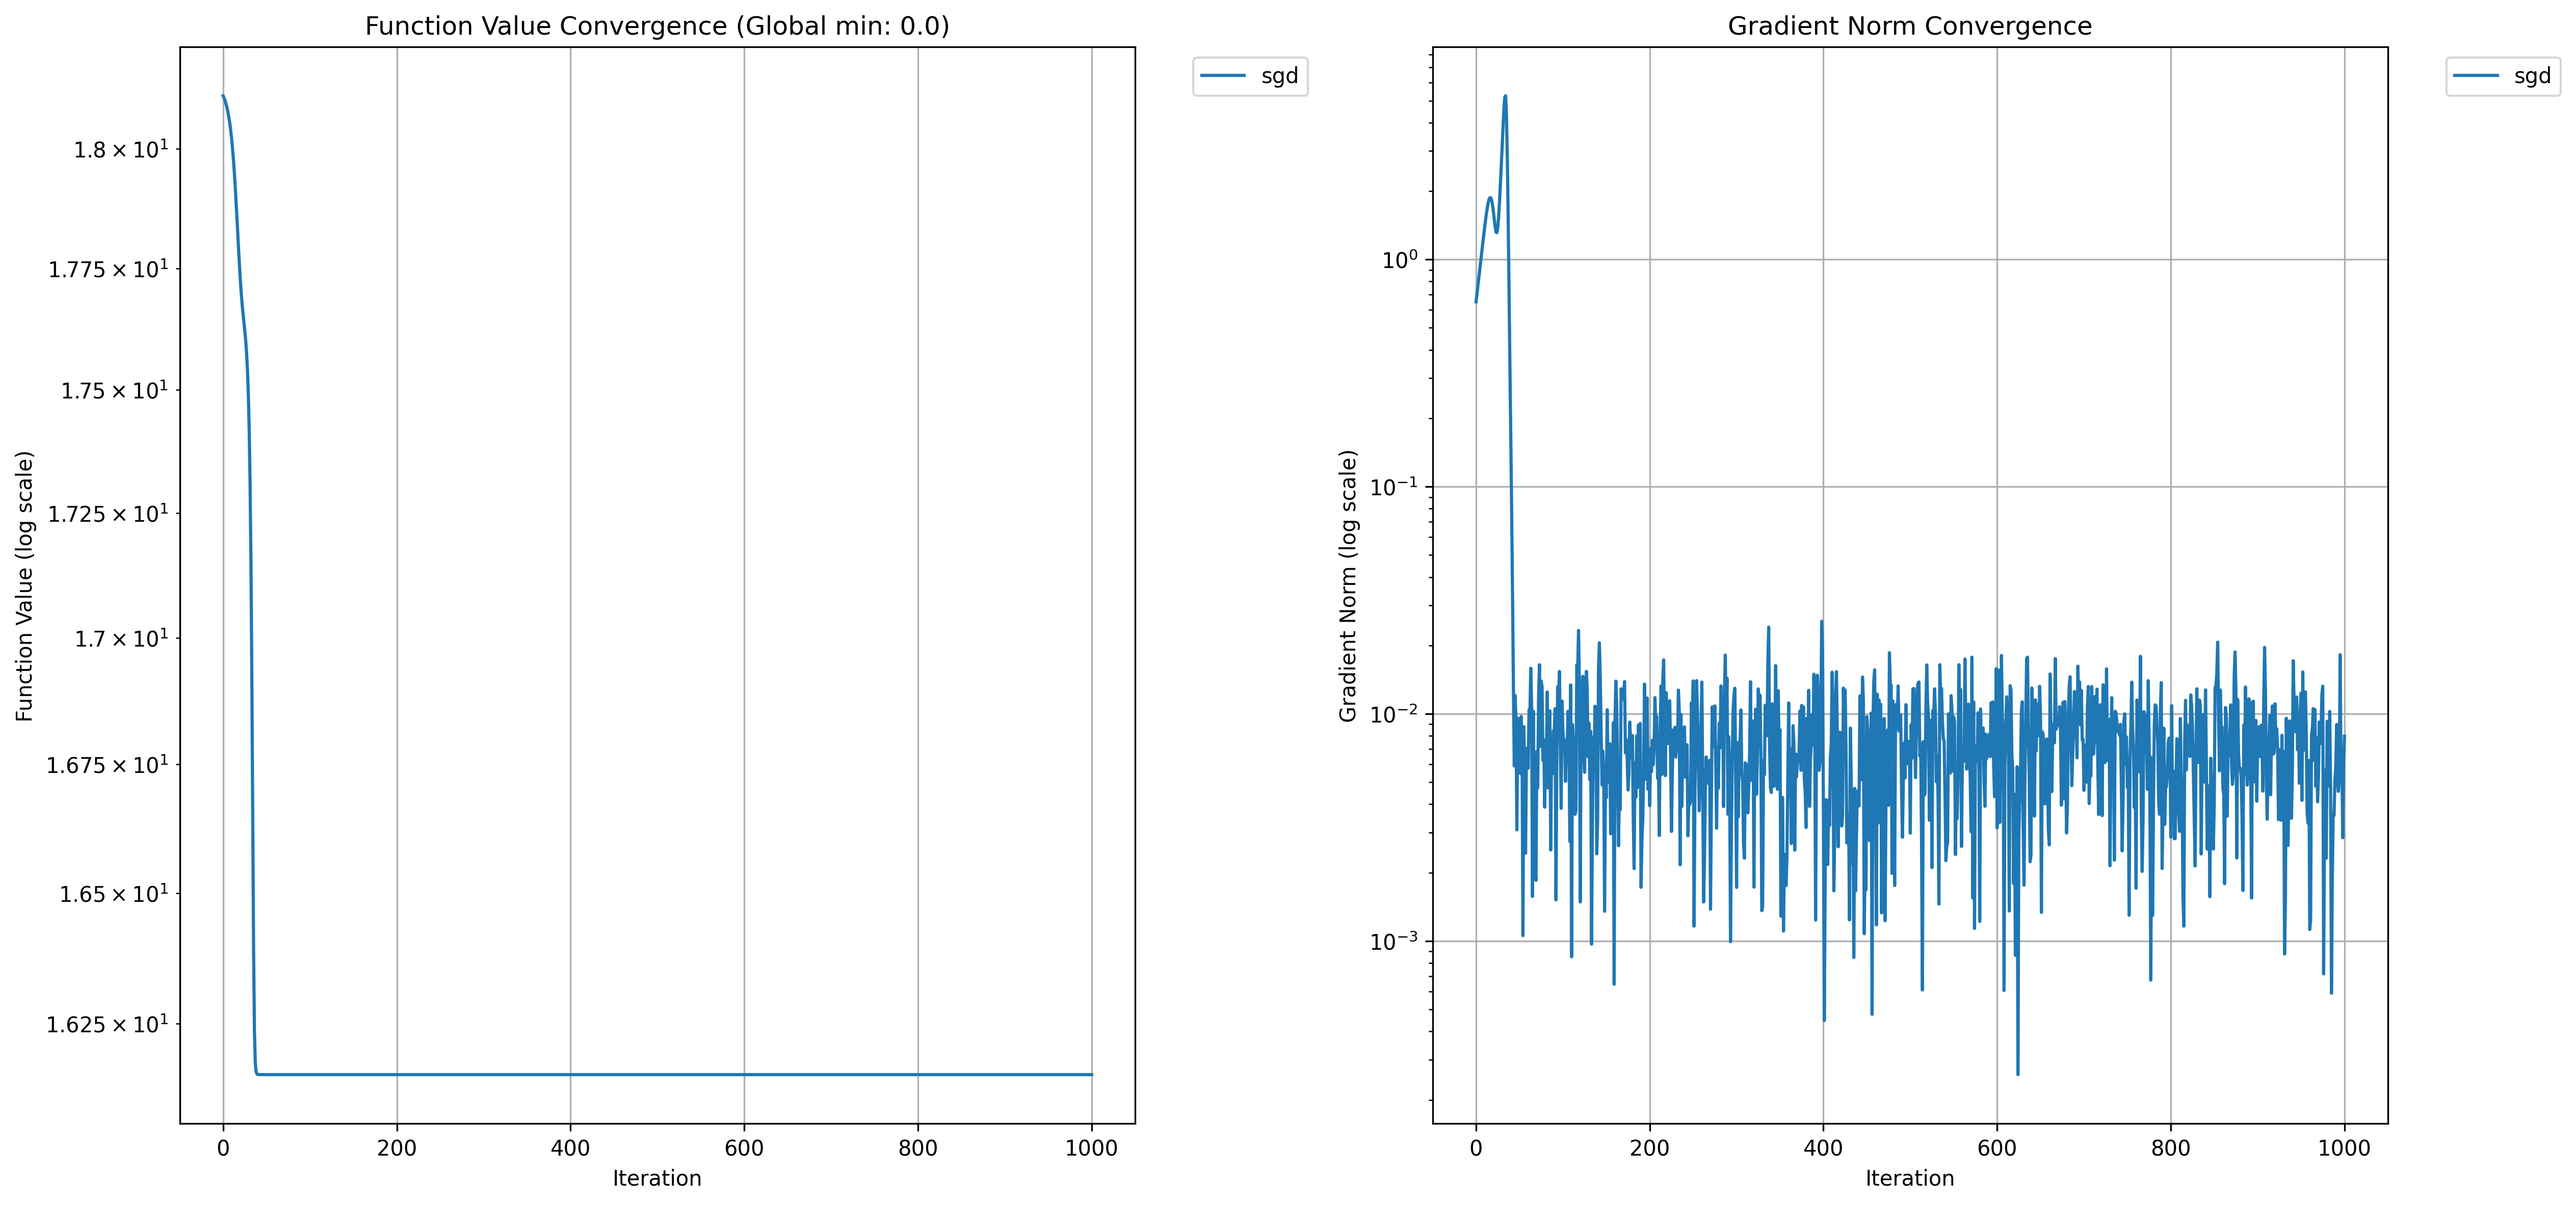 Function Value Convergence (Global min: 0.0)
sgd
1.8 × 10¹
1.775 × 10¹
1.75 × 10¹
1.725 × 10¹
1.7 × 10¹
1.675 × 10¹
1.65 × 10¹
1.625 × 10¹
Function Value (log scale)
0 200 400 600 800 1000
Iteration
Gradient Norm Convergence
sgd
10⁰
10⁻¹
10⁻²
10⁻³
Gradient Norm (log scale)
0 200 400 600 800 1000
Iteration